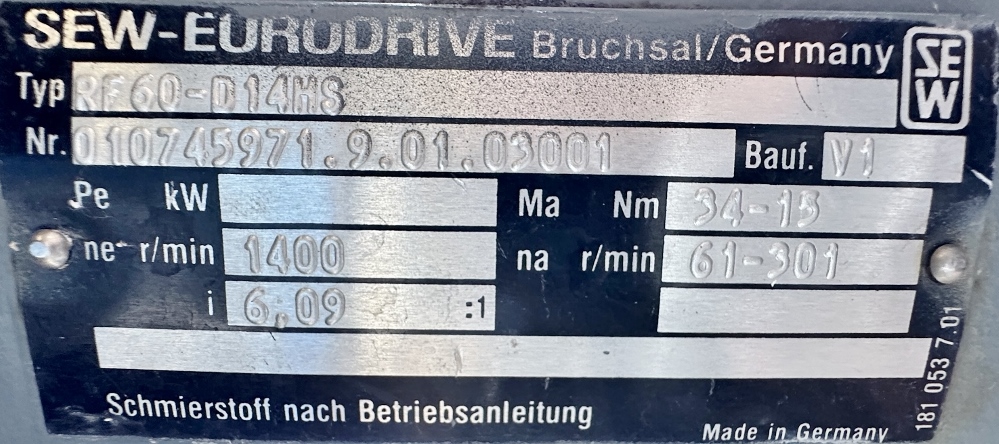 SEW-EURODRIVE Bruchsal/Germany SEW
Typ RF60-D14MS
Nr. 010745971.9.01.03001 Bauf. V1
Pe kW Ma Nm 34-15
ne r/min 1400 na r/min 61-301
i 6,09 :1
Schmierstoff nach Betriebsanleitung
Made in Germany
181 053 7.01